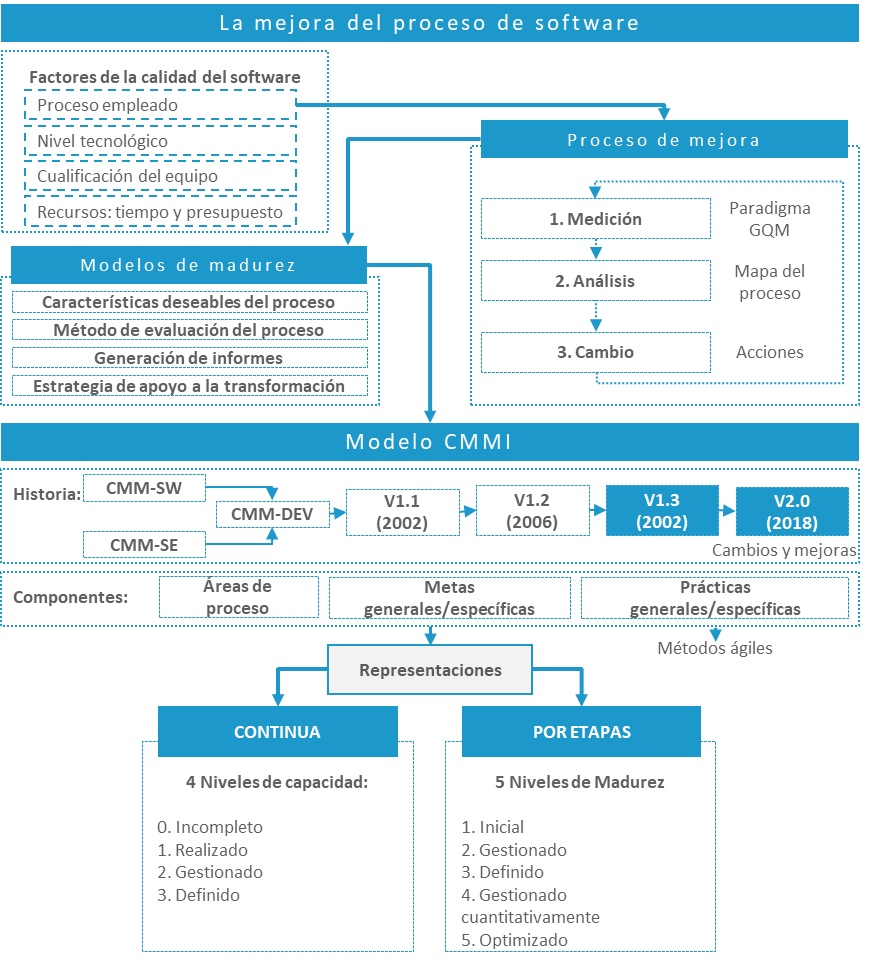 La mejora del proceso de software
Factores de la calidad del software
Proceso empleado
Nivel tecnológico
Cualificación del equipo
Recursos: tiempo y presupuesto
Proceso de mejora
1. Medición
Paradigma
GQM
2. Análisis
Mapa del
proceso
3. Cambio
Acciones
Modelos de madurez
Características deseables del proceso
Método de evaluación del proceso
Generación de informes
Estrategia de apoyo a la transformación
Modelo CMMI
Historia:
CMM-SW
CMM-SE
CMM-DEV
V1.1
(2002)
V1.2
(2006)
V1.3
(2002)
V2.0
(2018)
Cambios y mejoras
Componentes:
Áreas de
proceso
Metas
generales/específicas
Prácticas
generales/específicas
Métodos ágiles
Representaciones
CONTINUA
4 Niveles de capacidad:
0. Incompleto
1. Realizado
2. Gestionado
3. Definido
POR ETAPAS
5 Niveles de Madurez
1. Inicial
2. Gestionado
3. Definido
4. Gestionado
cuantitativamente
5. Optimizado